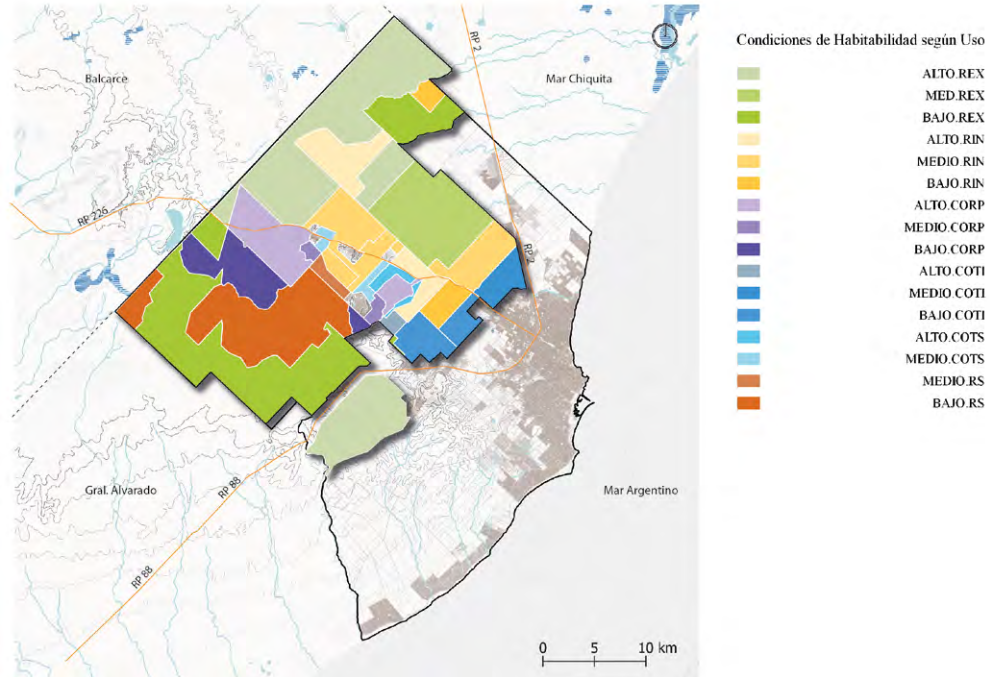 Balcarce
Mar Chiquita
RP 2
RP 226
RP 2
Gral. Alvarado
RP 88
RP 88
Mar Argentino
0 5 10 km
Condiciones de Habitabilidad según Uso
ALTO.REX
MED.REX
BAJO.REX
ALTO.RIN
MEDIO.RIN
BAJO.RIN
ALTO.CORP
MEDIO.CORP
BAJO.CORP
ALTO.COTI
MEDIO.COTI
BAJO.COTI
ALTO.COTS
MEDIO.COTS
MEDIO.RS
BAJO.RS